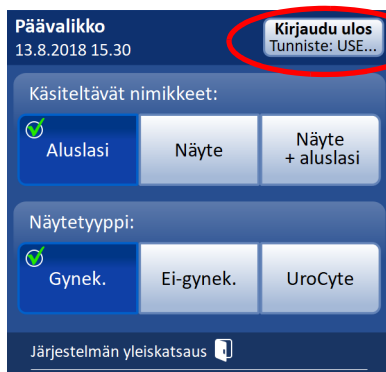 Päävalikko
13.8.2018 15.30
Kirjaudu ulos
Tunniste: USE...
Käsiteltävät nimikkeet:
Aluslasi
Näyte
Näyte
+ aluslasi
Näytetyyppi:
Gynek.
Ei-gynek.
UroCyte
Järjestelmän yleiskatsaus